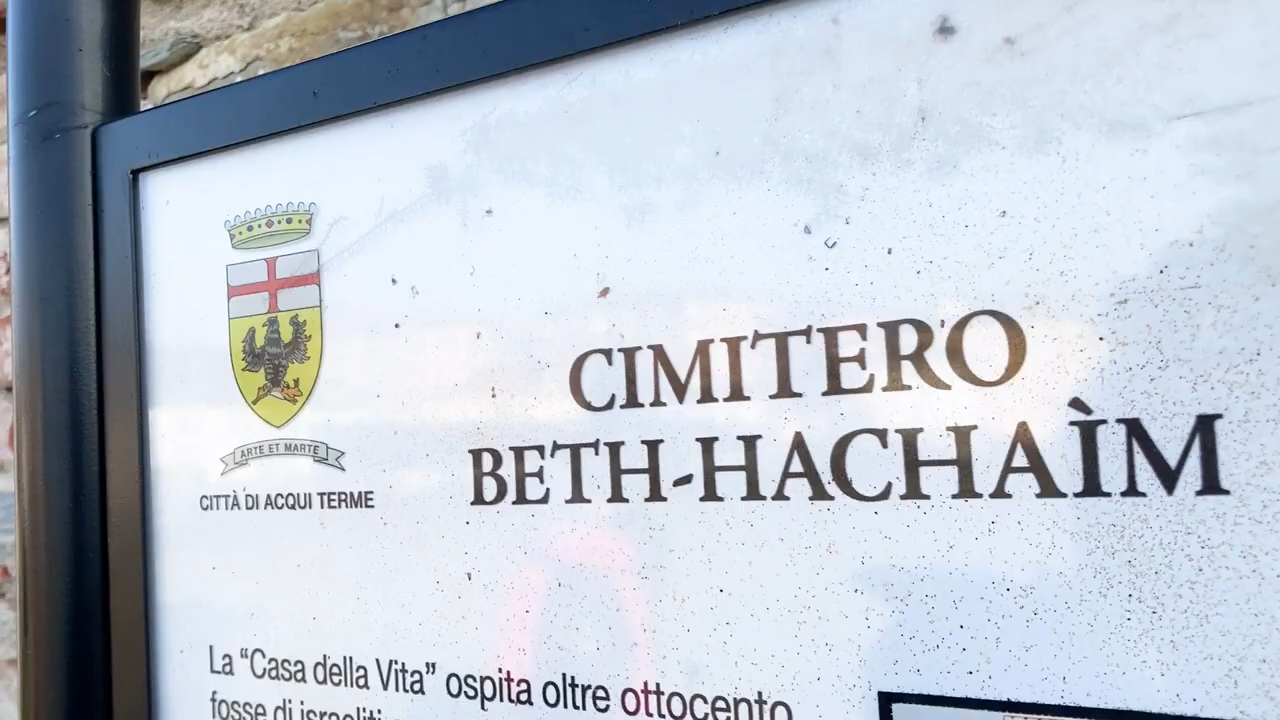 ARTE ET MARTE
CITTÀ DI ACQUI TERME
CIMITERO
BETH-HACHAÌM
La “Casa della Vita” ospita oltre ottocento
fosse di israeliti